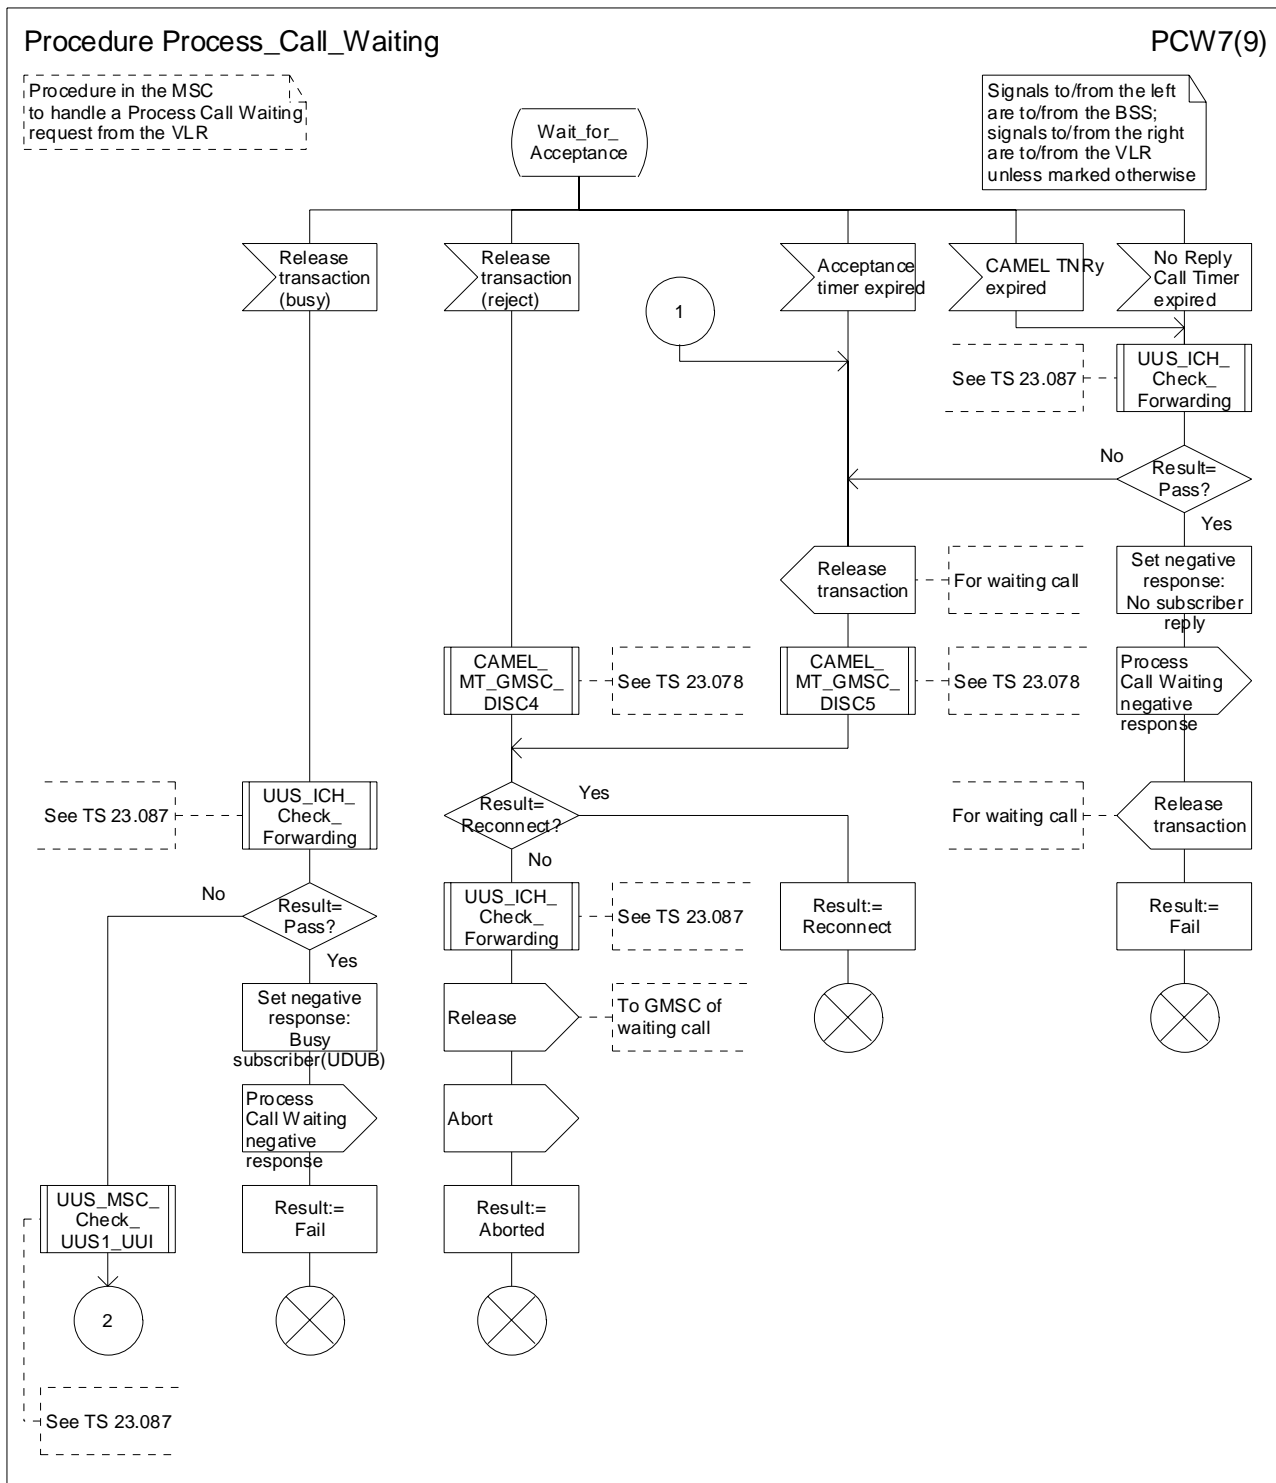 Procedure Process_Call_Waiting
PCW7(9)
Procedure in the MSC
to handle a Process Call Waiting
request from the VLR
Signals to/from the left
are to/from the BSS;
signals to/from the right
are to/from the VLR
unless marked otherwise
Wait_for_
Acceptance
Release
transaction
(busy)
Release
transaction
(reject)
Acceptance
timer expired
CAMEL TNRy
expired
No Reply
Call Timer
expired
1
See TS 23.087
UUS_ICH_
Check_
Forwarding
No
Result=
Pass?
Yes
Release
transaction
For waiting call
Set negative
response:
No subscriber
reply
CAMEL_
MT_GMSC_
DISC4
See TS 23.078
CAMEL_
MT_GMSC_
DISC5
See TS 23.078
Process
Call Waiting
negative
response
See TS 23.087
UUS_ICH_
Check_
Forwarding
Result=
Reconnect?
Yes
No
For waiting call
Release
transaction
No
Result=
Pass?
Yes
UUS_ICH_
Check_
Forwarding
See TS 23.087
Result:=
Reconnect
Result:=
Fail
Set negative
response:
Busy
subscriber(UDUB)
Release
To GMSC of
waiting call
Process
Call Waiting
negative
response
Abort
UUS_MSC_
Check_
UUS1_UUI
Result:=
Fail
Result:=
Aborted
2
See TS 23.087